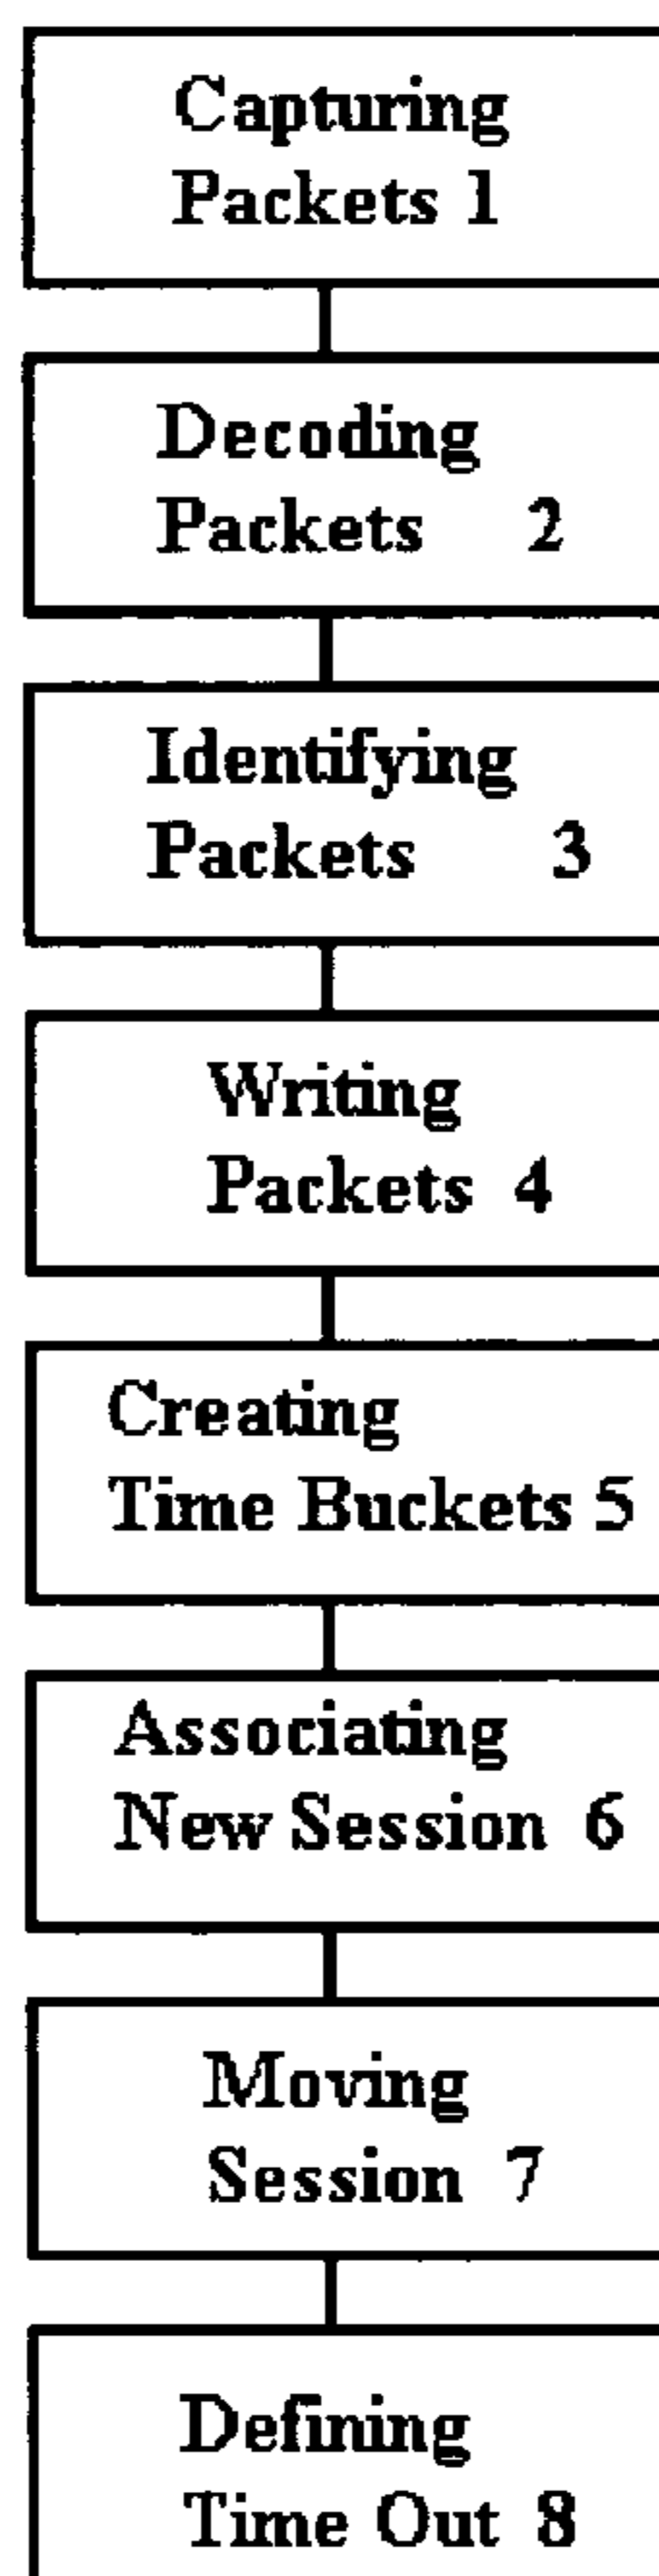 Capturing
Packets 1
Decoding
Packets 2
Identifying
Packets 3
Writing
Packets 4
Creating
Time Buckets 5
Associating
New Session 6
Moving
Session 7
Defining
Time Out 8